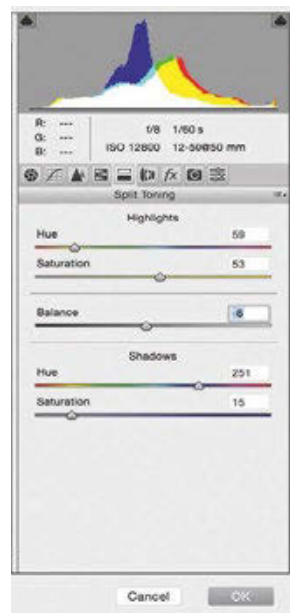 R: ---
G: ---
B: ---
f/8 1/60 s
ISO 12800 12-50@50 mm
fx
Split Toning
Highlights
Hue 59
Saturation 53
Balance -6
Shadows
Hue 251
Saturation 15
Cancel OK